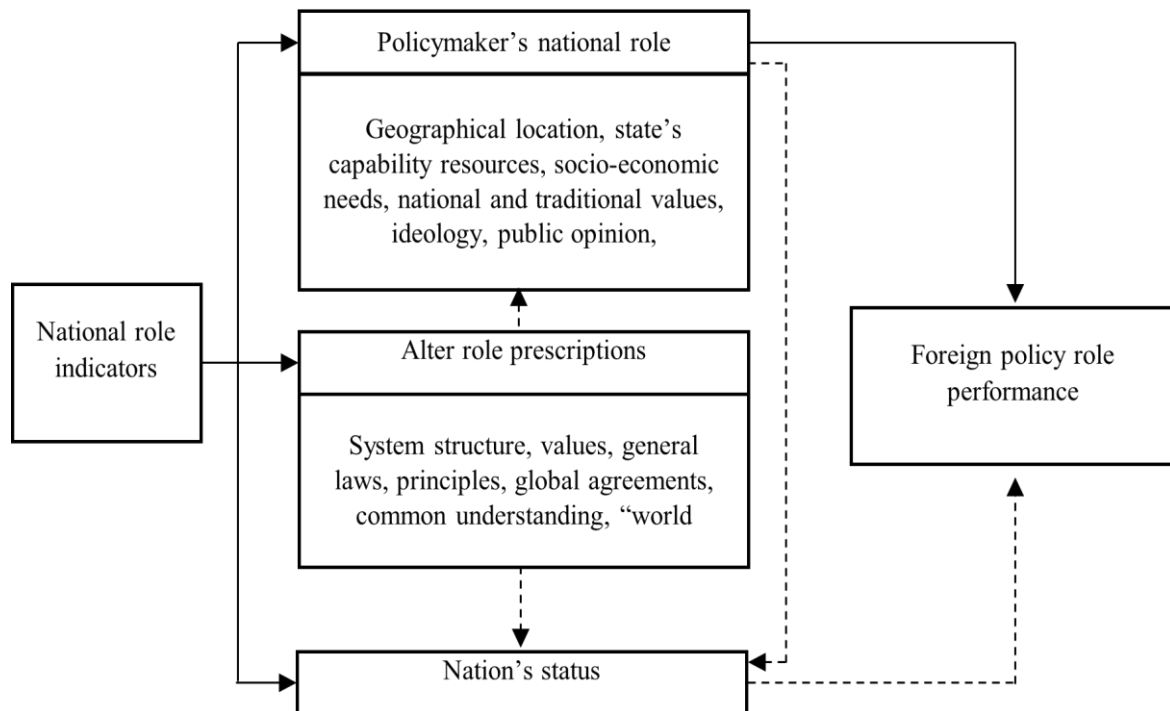 Policymaker’s national role
Geographical location, state’s
capability resources, socio-economic
needs, national and traditional values,
ideology, public opinion,
National role
indicators
Alter role prescriptions
System structure, values, general
laws, principles, global agreements,
common understanding, “world
Foreign policy role
performance
Nation’s status